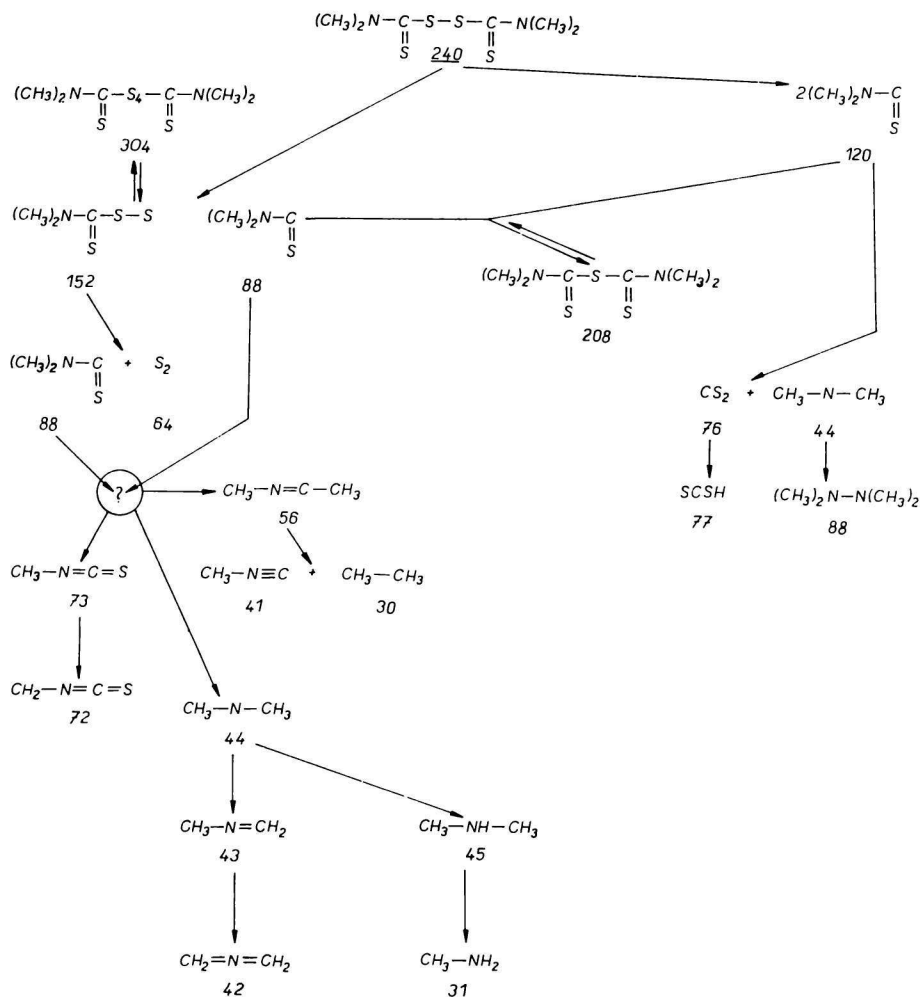 (CH₃)₂N—C—S—S—C—N(CH₃)₂
S S
240
(CH₃)₂N—C—S₄—C—N(CH₃)₂
S S
304
2(CH₃)₂N—C
S
120
(CH₃)₂N—C—S—S
S
152
(CH₃)₂N—C
S
88
(CH₃)₂N—C—S—C—N(CH₃)₂
S S
208
(CH₃)₂N—C + S₂
S
88 64
CS₂ + CH₃—N—CH₃
76 44
SCSH (CH₃)₂N—N(CH₃)₂
77 88
?
CH₃—N=C—CH₃
56
CH₃—N=C=S
73
CH₃—N≡C + CH₃—CH₃
41 30
CH₂—N=C=S
72
CH₃—N—CH₃
44
CH₃—N=CH₂
43
CH₃—NH—CH₃
45
CH₂=N=CH₂
42
CH₃—NH₂
31